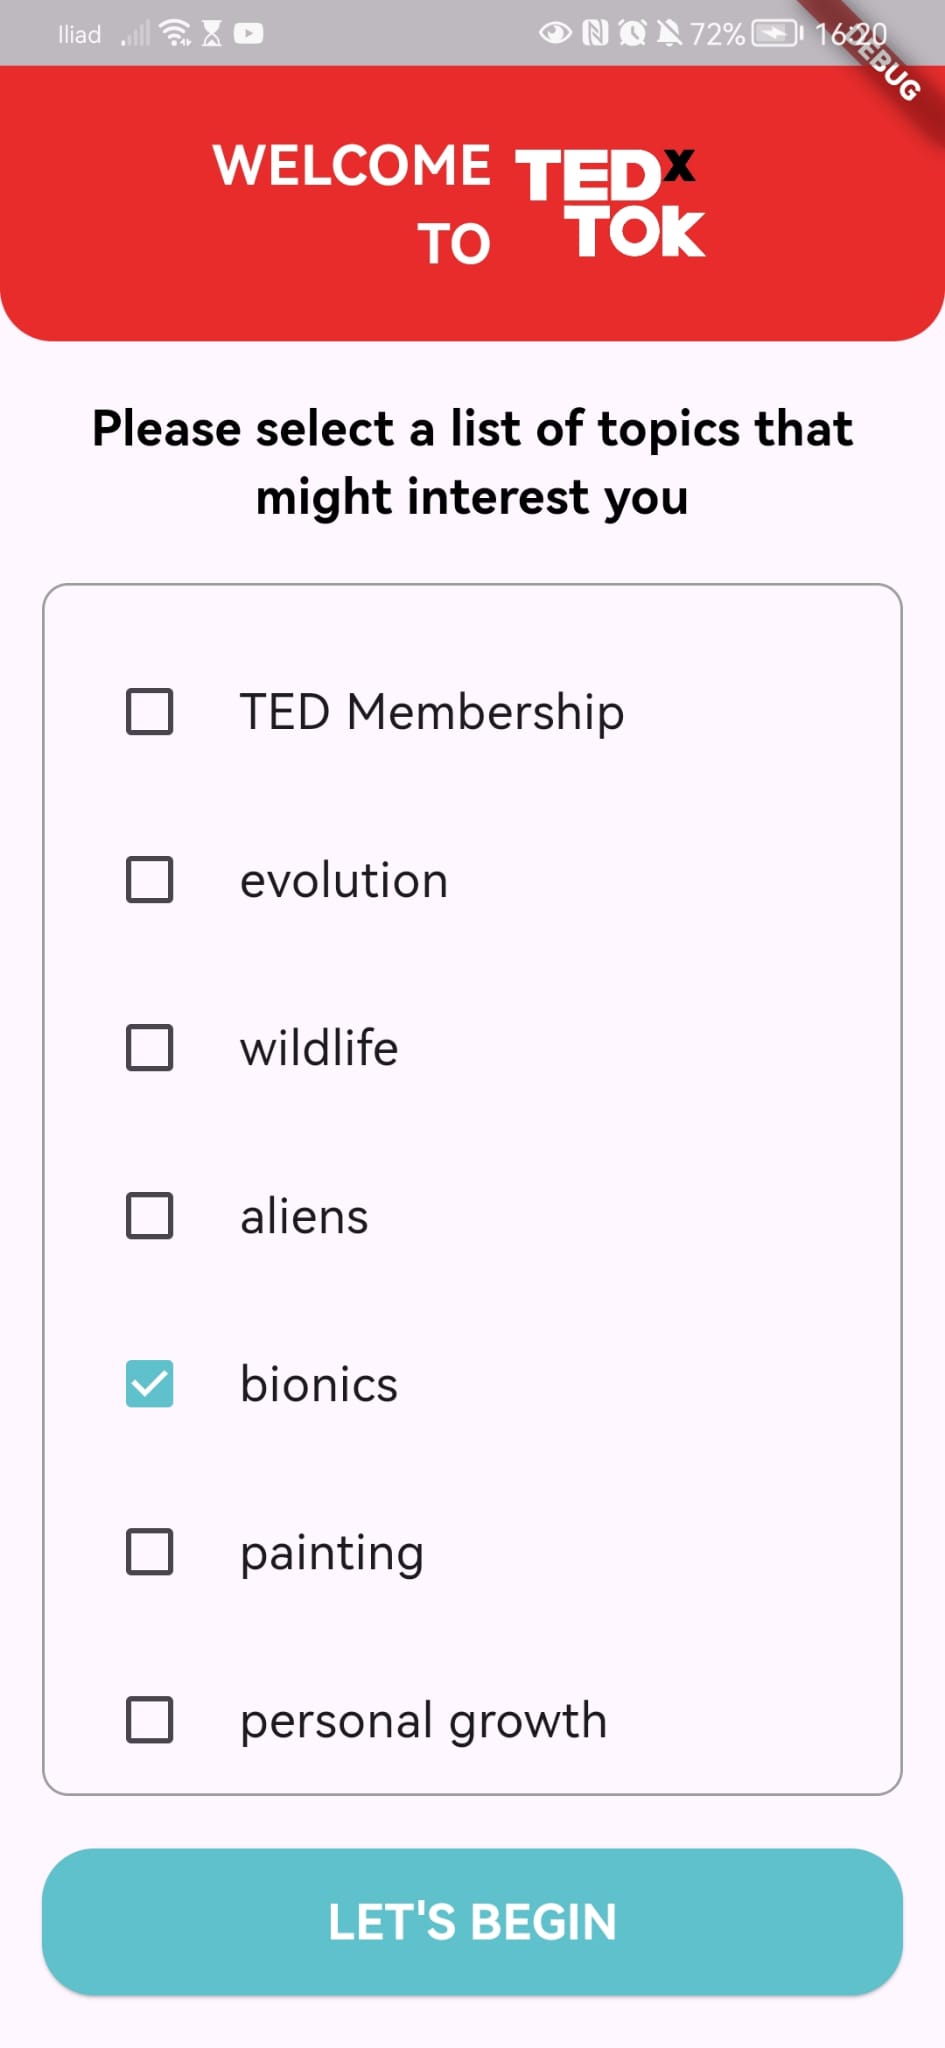 Iliad 72% 16:20
DEBUG
WELCOME TEDX
TO TOK
Please select a list of topics that
might interest you
TED Membership
evolution
wildlife
aliens
bionics
painting
personal growth
LET'S BEGIN